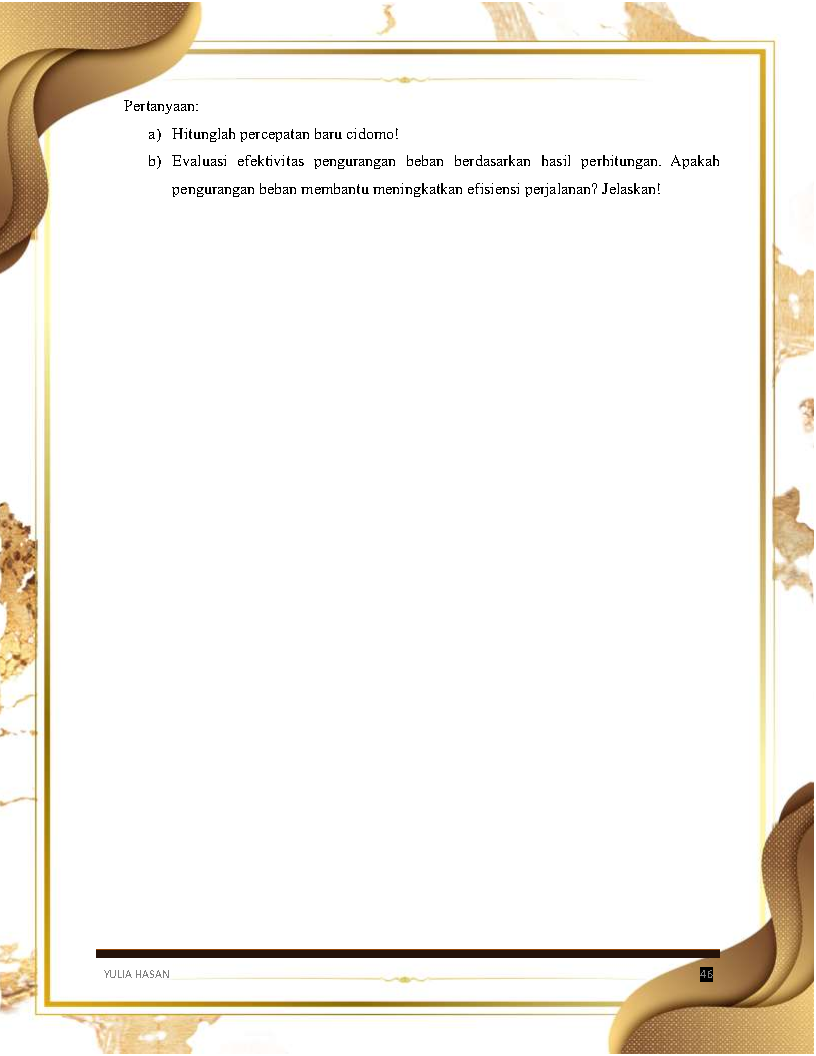 Pertanyaan:
a) Hitunglah percepatan baru cidomo!
b) Evaluasi efektivitas pengurangan beban berdasarkan hasil perhitungan. Apakah
pengurangan beban membantu meningkatkan efisiensi perjalanan? Jelaskan!
YULIA HASAN 46